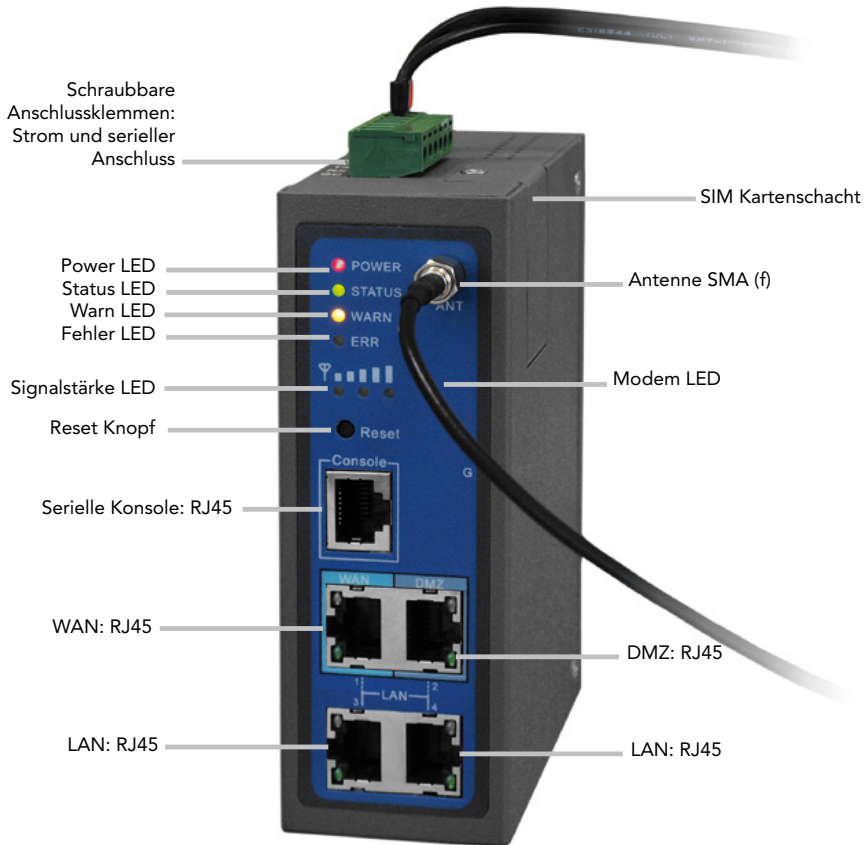 Schraubbare
Anschlussklemmen:
Strom und serieller
Anschluss
SIM Kartenschacht
Power LED
Status LED
Warn LED
Fehler LED
Signalstärke LED
Reset Knopf
Serielle Konsole: RJ45
WAN: RJ45
LAN: RJ45
Antenne SMA (f)
Modem LED
DMZ: RJ45
LAN: RJ45
POWER
STATUS
WARN
ERR
ANT
Reset
Console
G
WAN
DMZ
1
2
LAN
3
4